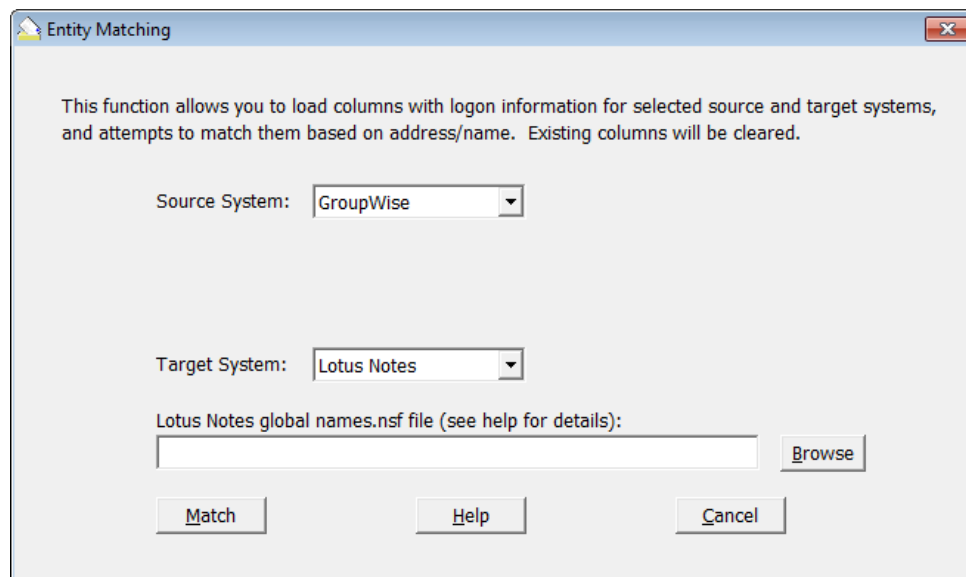 Entity Matching
This function allows you to load columns with logon information for selected source and target systems,
and attempts to match them based on address/name.  Existing columns will be cleared.
Source System: GroupWise
Target System: Lotus Notes
Lotus Notes global names.nsf file (see help for details):
Browse
Match Help Cancel